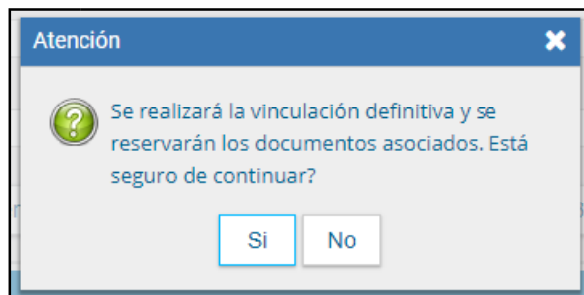 Atención
Se realizará la vinculación definitiva y se
reservarán los documentos asociados. Está
seguro de continuar?
Si
No